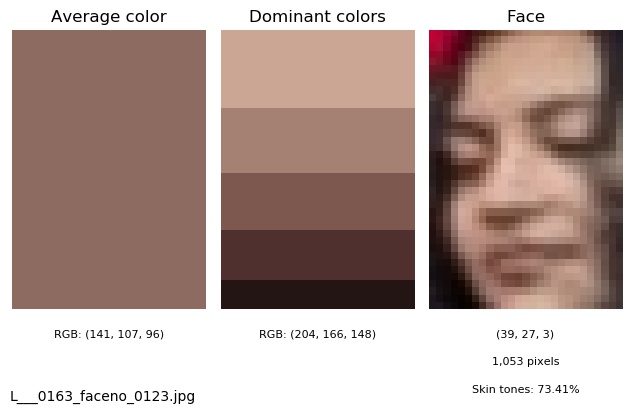 Average color
Dominant colors
Face
RGB: (141, 107, 96)
RGB: (204, 166, 148)
(39, 27, 3)
1,053 pixels
Skin tones: 73.41%
L___0163_faceno_0123.jpg